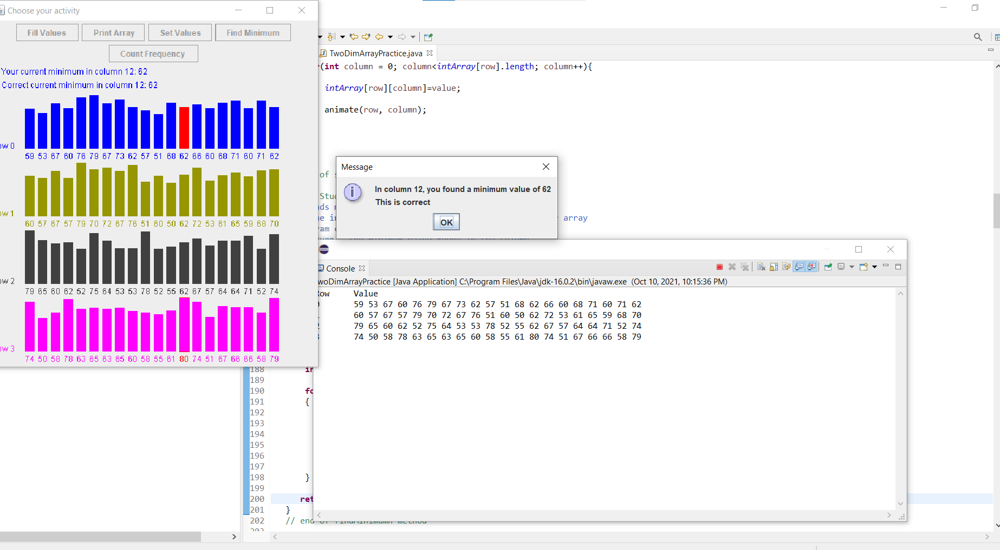 Choose your activity
Fill Values
Print Array
Set Values
Find Minimum
Count Frequency
Your current minimum in column 12: 62
Correct current minimum in column 12: 62
ow 0
59 53 67 60 76 79 67 73 62 57 51 68 62 66 60 68 71 60 71 62
ow 1
60 57 67 57 79 70 72 67 76 51 60 50 62 72 53 61 65 59 68 70
ow 2
79 65 60 62 52 75 64 53 53 78 52 55 62 67 57 64 64 71 52 74
ow 3
74 50 58 78 63 65 63 65 60 58 55 61 80 74 51 67 66 66 58 79
TwoDimArrayPractice.java
(int column = 0; column<intArray[row].length; column++){
intArray[row][column]=value;
animate(row, column);
of
Stu
array
Message
In column 12, you found a minimum value of 62
This is correct
OK
Console
woDimArrayPractice [Java Application] C:\Program Files\Java\jdk-16.0.2\bin\javaw.exe (Oct 10, 2021, 10:15:36 PM)
ow Value
59 53 67 60 76 79 67 73 62 57 51 68 62 66 60 68 71 60 71 62
60 57 67 57 79 70 72 67 76 51 60 50 62 72 53 61 65 59 68 70
2 79 65 60 62 52 75 64 53 53 78 52 55 62 67 57 64 64 71 52 74
3 74 50 58 78 63 65 63 65 60 58 55 61 80 74 51 67 66 66 58 79
188 in
189
190 fo
191 {
192
193
194
195
196
197
198 }
199
200 ret
201 }
202 // end of method